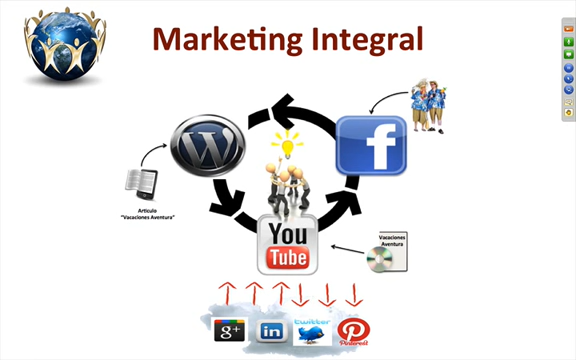 Marketing Integral
W
f
Artículo
"Vacaciones Aventura"
You
Tube
Vacaciones
Aventura
g+
in
twitter
Pinterest